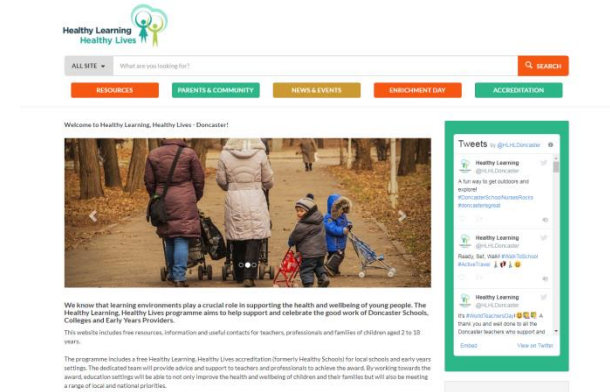 Healthy Learning
Healthy Lives
ALL SITE
What are you looking for?
SEARCH
RESOURCES
PARENTS & COMMUNITY
NEWS & EVENTS
ENRICHMENT DAY
ACCREDITATION
Welcome to Healthy Learning, Healthy Lives - Doncaster!
We know that learning environments play a crucial role in supporting the health and wellbeing of young people. The
Healthy Learning, Healthy Lives programme aims to help support and celebrate the good work of Doncaster Schools,
Colleges and Early Years Providers.
This website includes free resources, information and useful contacts for teachers, professionals and families of children aged 2 to 18
years.
The programme includes a free Healthy Learning, Healthy Lives accreditation (formerly Healthy Schools) for local schools and early years
settings. The dedicated team will provide advice and support to teachers and professionals to achieve the award. By working towards the
award, education settings will be able to not only improve the health and wellbeing of children and their families but will also be meeting
a range of local and national priorities.
Tweets by @HLHLDoncaster
Healthy Learning
@HLHLDoncaster
A fun way to get outdoors and
explore!
#DoncasterSchoolNursesRocks
#doncasterisgreat
Healthy Learning
@HLHLDoncaster
Ready, Set, Walk! #WalkToSchool
#ActiveTravel
Healthy Learning
@HLHLDoncaster
It's #WorldTeachersDay! A
thank you and well done to all the
Doncaster teachers who support and
Embed
View on Twitter